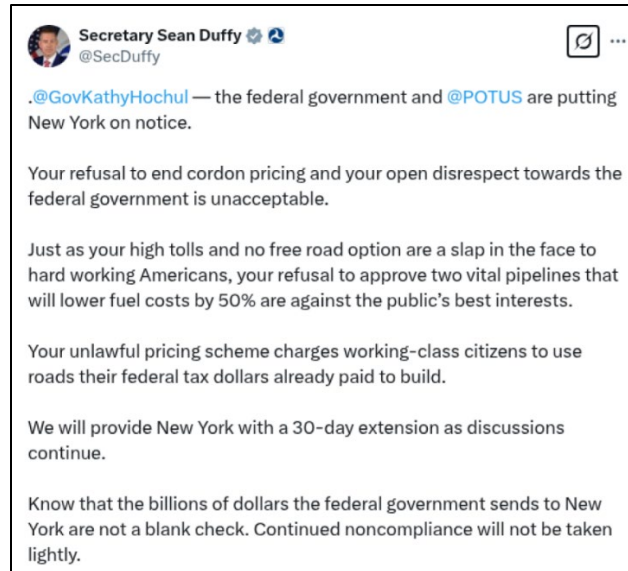 Secretary Sean Duffy
@SecDuffy
.@GovKathyHochul — the federal government and @POTUS are putting
New York on notice.
Your refusal to end cordon pricing and your open disrespect towards the
federal government is unacceptable.
Just as your high tolls and no free road option are a slap in the face to
hard working Americans, your refusal to approve two vital pipelines that
will lower fuel costs by 50% are against the public’s best interests.
Your unlawful pricing scheme charges working-class citizens to use
roads their federal tax dollars already paid to build.
We will provide New York with a 30-day extension as discussions
continue.
Know that the billions of dollars the federal government sends to New
York are not a blank check. Continued noncompliance will not be taken
lightly.